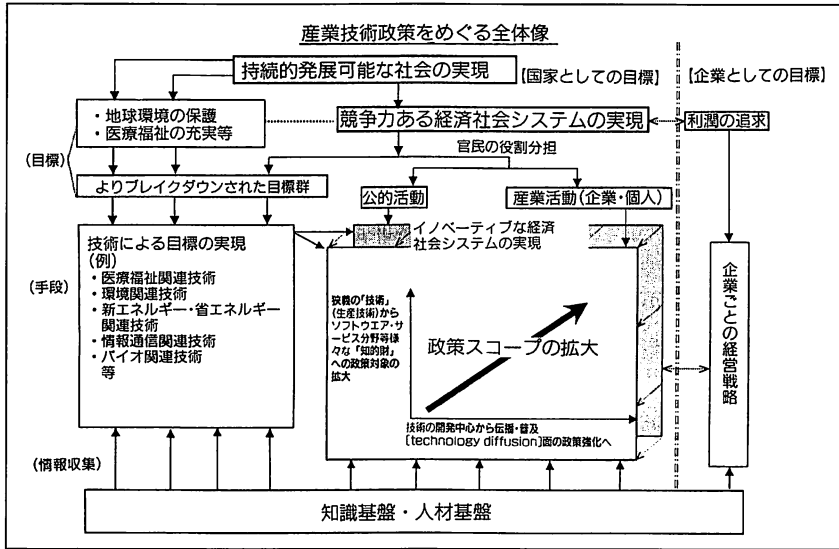 産業技術政策をめぐる全体像
持続的発展可能な社会の実現
【国家としての目標】
【企業としての目標】
・地球環境の保護
・医療福祉の充実等
競争力ある経済社会システムの実現
利潤の追求
(目標)
官民の役割分担
よりブレイクダウンされた目標群
公的活動
産業活動(企業・個人)
イノベーティブな経済
社会システムの実現
技術による目標の実現
(例)
・医療福祉関連技術
・環境関連技術
・新エネルギー・省エネルギー
関連技術
・情報通信関連技術
・バイオ関連技術
等
(手段)
狭義の「技術」
(生産技術)から
ソフトウエア・サ
ービス分野等様
々な「知的財」
への政策対象の
拡大
政策スコープの拡大
技術の開発中心から伝播・普及
[technology diffusion]面の政策強化へ
企業ごとの経営戦略
(情報収集)
知識基盤・人材基盤